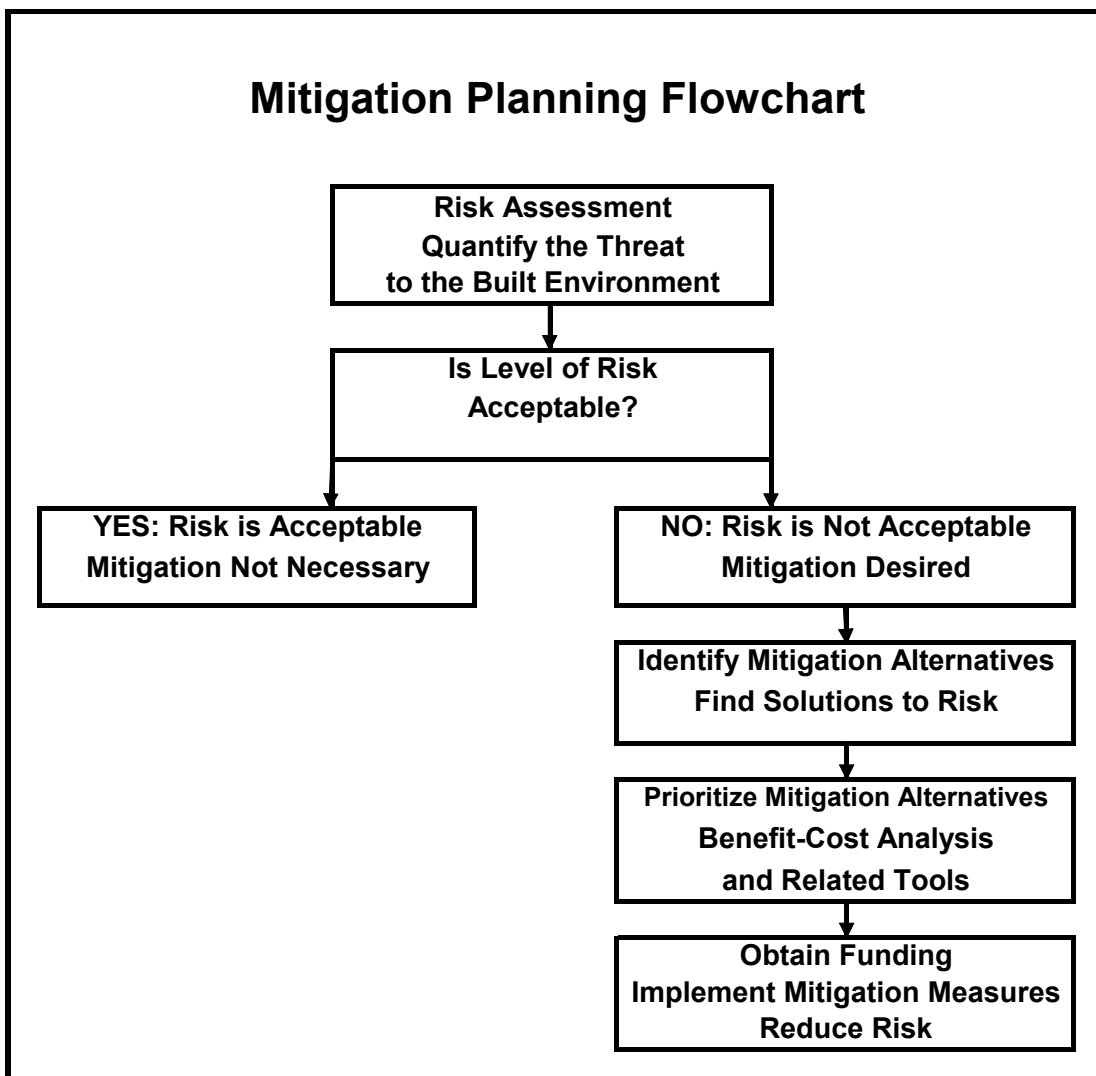 Mitigation Planning Flowchart
Risk Assessment
Quantify the Threat
to the Built Environment
Is Level of Risk
Acceptable?
YES: Risk is Acceptable
Mitigation Not Necessary
NO: Risk is Not Acceptable
Mitigation Desired
Identify Mitigation Alternatives
Find Solutions to Risk
Prioritize Mitigation Alternatives
Benefit-Cost Analysis
and Related Tools
Obtain Funding
Implement Mitigation Measures
Reduce Risk